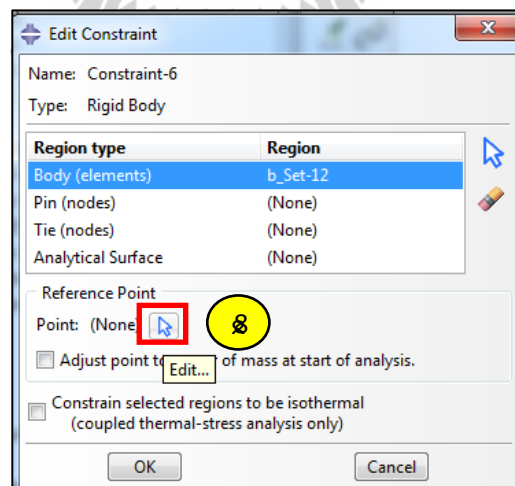 Edit Constraint
Name: Constraint-6
Type: Rigid Body
Region type Region
Body (elements) b_Set-12
Pin (nodes) (None)
Tie (nodes) (None)
Analytical Surface (None)
Reference Point
Point: (None)
Adjust point to of mass at start of analysis.
Edit...
Constrain selected regions to be isothermal
(coupled thermal-stress analysis only)
OK Cancel